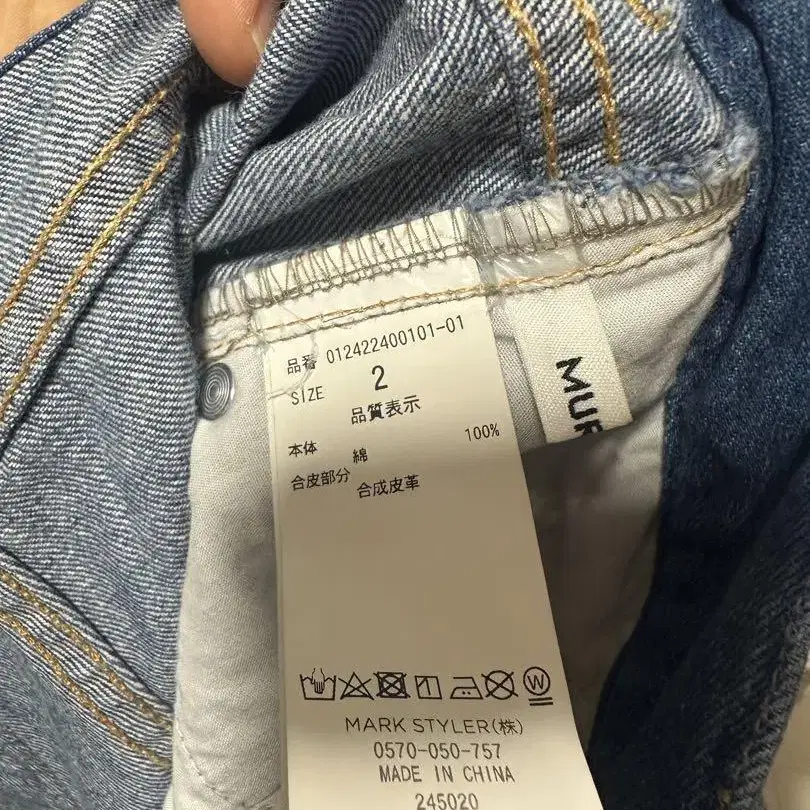 品番 012422400101-01
SIZE 2
品質表示
本体 綿 100%
合皮部分 合成皮革
W
MARK STYLER(株)
0570-050-757
MADE IN CHINA
245020
MUR